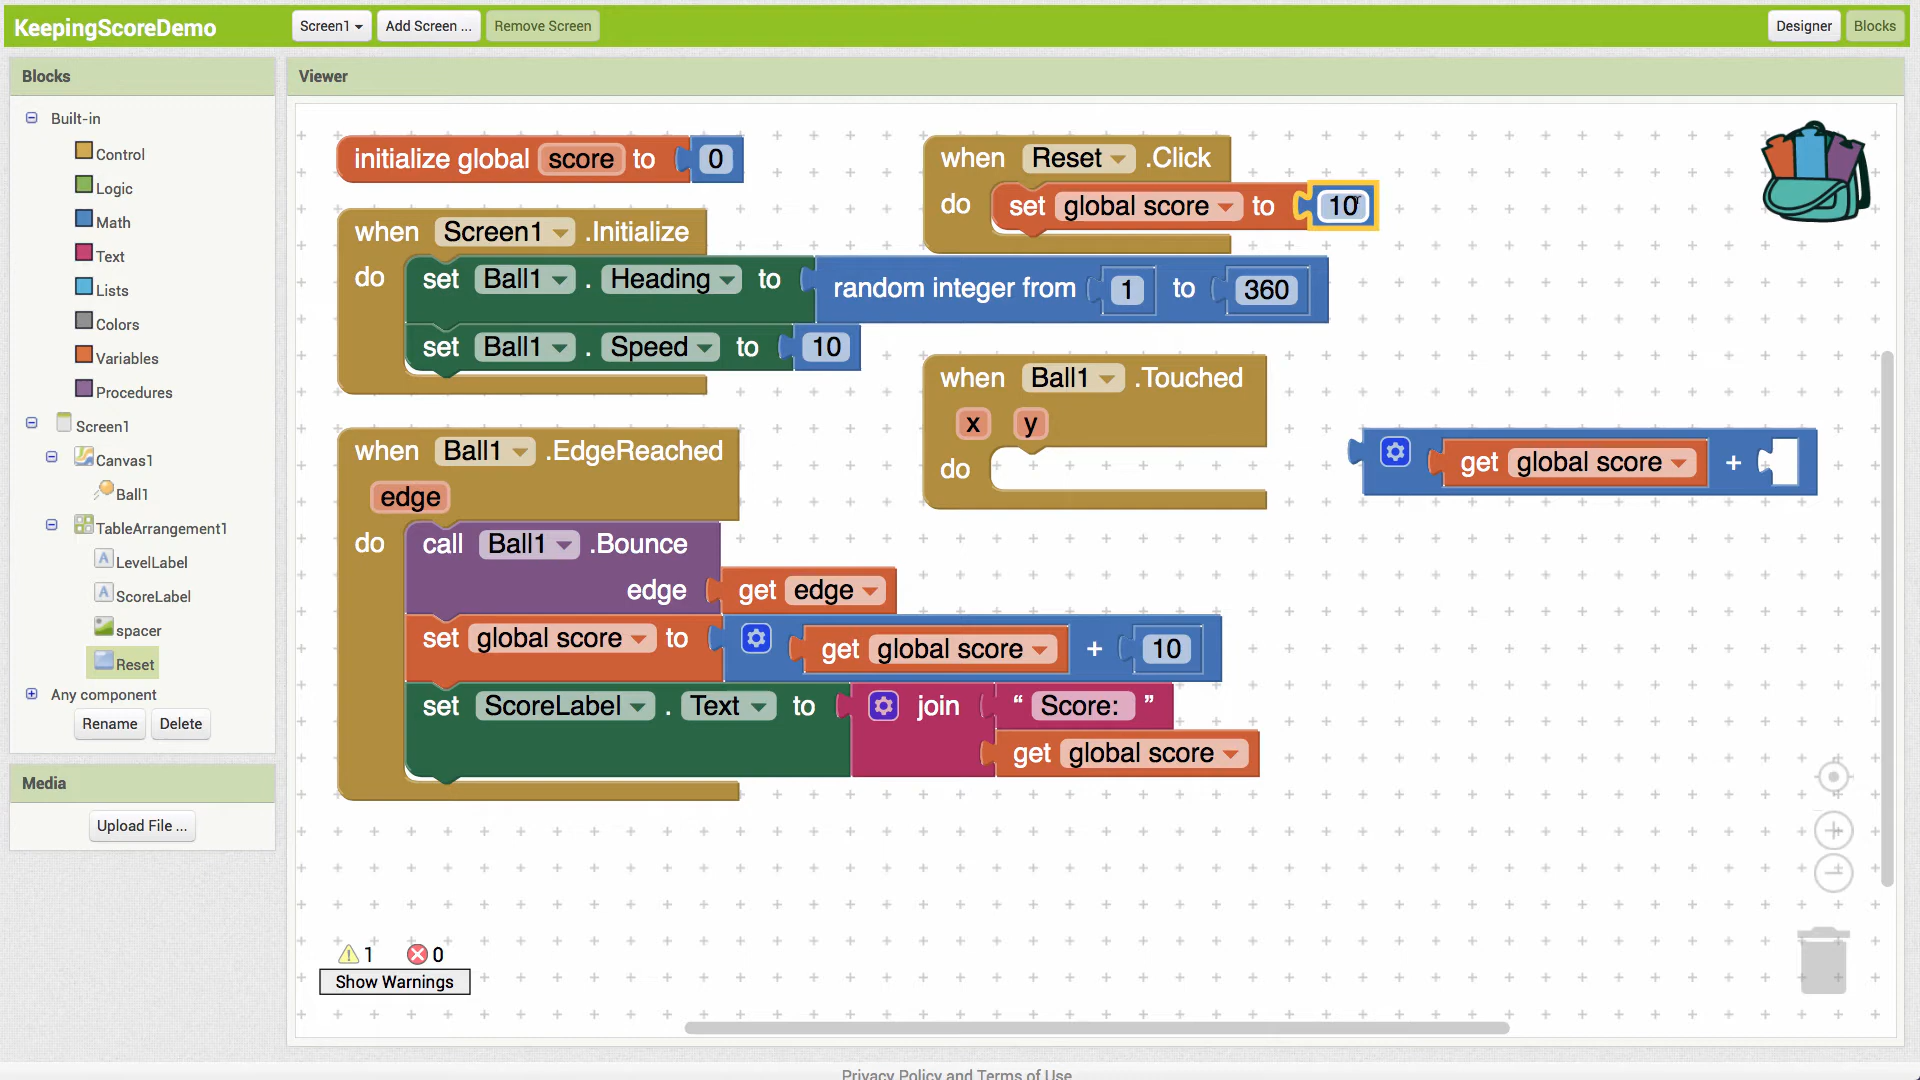 KeepingScoreDemo
Screen1
Add Screen ...
Remove Screen
Designer
Blocks
Blocks
Built-in
Control
Logic
Math
Text
Lists
Colors
Variables
Procedures
Screen1
Canvas1
Ball1
TableArrangement1
LevelLabel
ScoreLabel
spacer
Reset
Any component
Rename
Delete
Media
Upload File ...
Viewer
initialize global score to 0
when Screen1 .Initialize
do set Ball1 . Heading to random integer from 1 to 360
set Ball1 . Speed to 10
when Ball1 .EdgeReached
edge
do call Ball1 .Bounce
edge get edge
set global score to get global score + 10
set ScoreLabel . Text to join “ Score: ”
get global score
when Reset .Click
do set global score to 10
when Ball1 .Touched
x y
do
get global score +
1 0
Show Warnings
Privacy Policy and Terms of Use